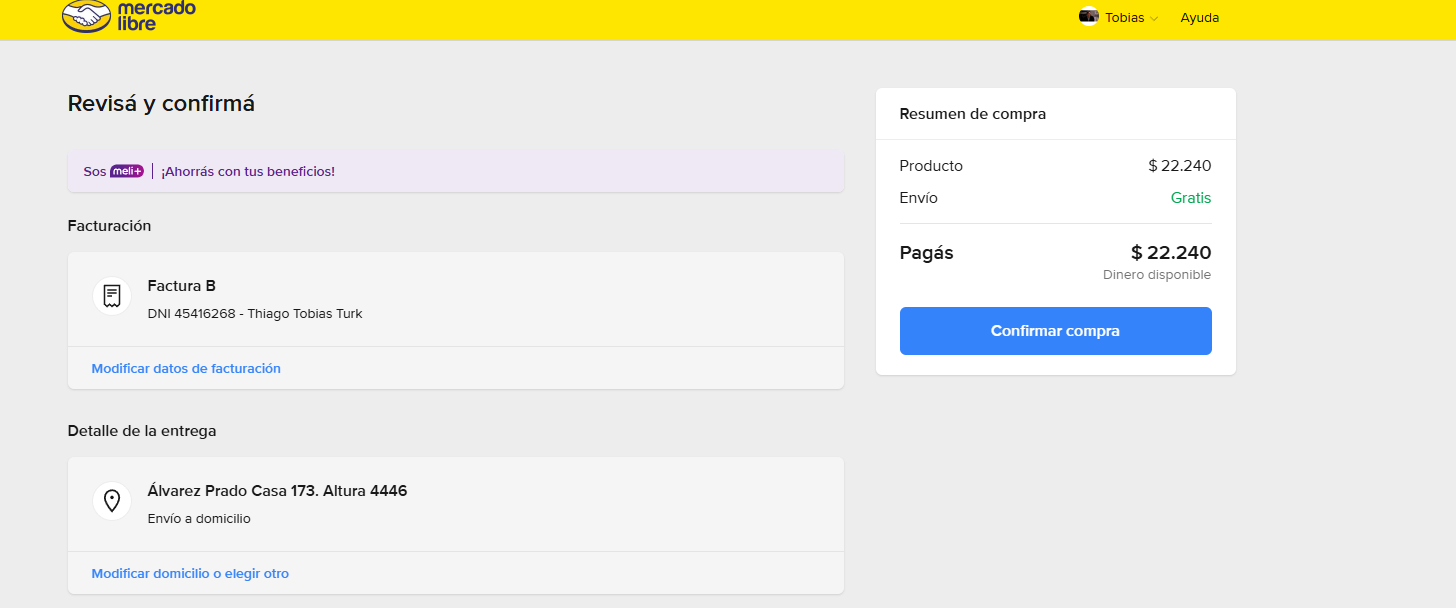 mercado
libre
Tobias
Ayuda
Revisá y confirmá
Sos meli+ ¡Ahorrás con tus beneficios!
Facturación
Factura B
DNI 45416268 - Thiago Tobias Turk
Modificar datos de facturación
Detalle de la entrega
Álvarez Prado Casa 173. Altura 4446
Envío a domicilio
Modificar domicilio o elegir otro
Resumen de compra
Producto $ 22.240
Envío Gratis
Pagás $ 22.240
Dinero disponible
Confirmar compra